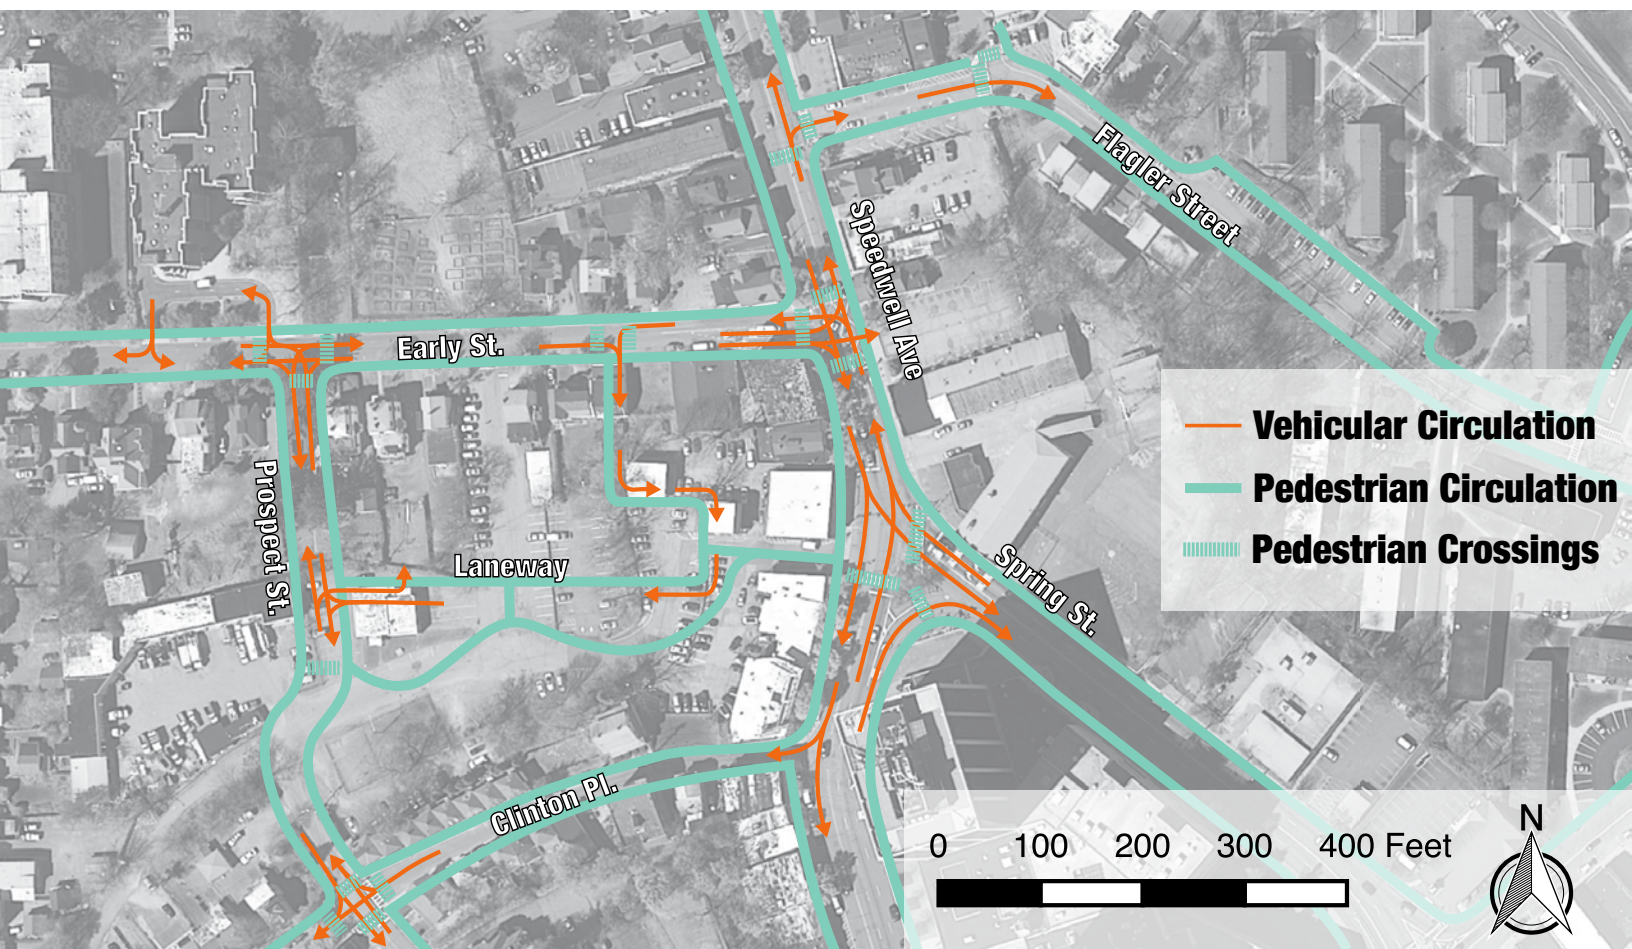 Flagler Street
Speedwell Ave
Early St.
Vehicular Circulation
Pedestrian Circulation
Pedestrian Crossings
Prospect St.
Laneway
Spring St.
Clinton Pl.
N
0 100 200 300 400 Feet